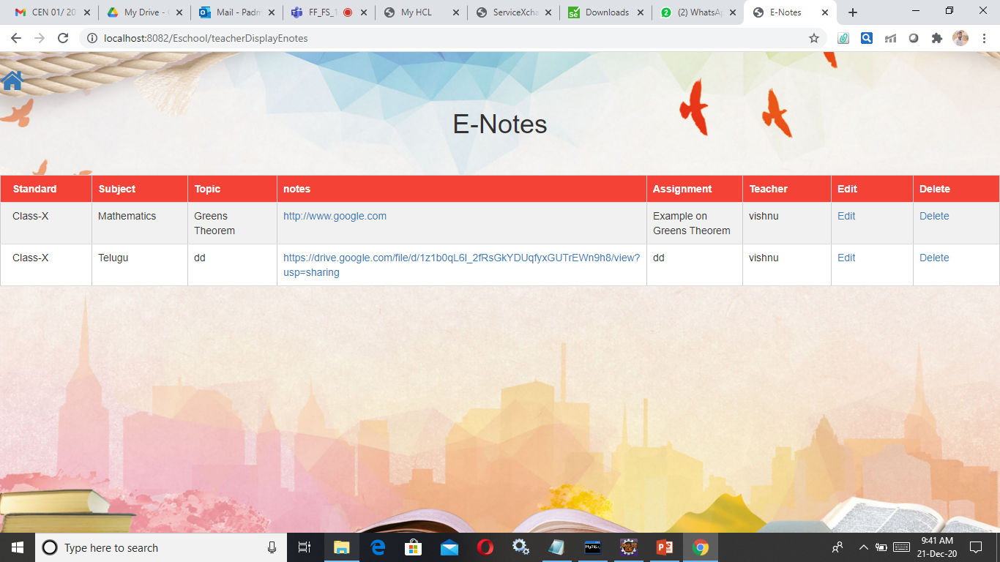 CEN 01/ 20
My Drive - 
Mail - Padm
FF_FS_1
My HCL
ServiceXcha
Downloads
(2) WhatsAp
E-Notes
localhost:8082/Eschool/teacherDisplayEnotes
E-Notes
Standard Subject Topic notes Assignment Teacher Edit Delete
Class-X Mathematics Greens http://www.google.com Example on vishnu Edit Delete
Theorem Greens Theorem
Class-X Telugu dd https://drive.google.com/file/d/1z1b0qL6I_2fRsGkYDUqfyxGUTrEWn9h8/view? dd vishnu Edit Delete
usp=sharing
Type here to search
9:41 AM
21-Dec-20